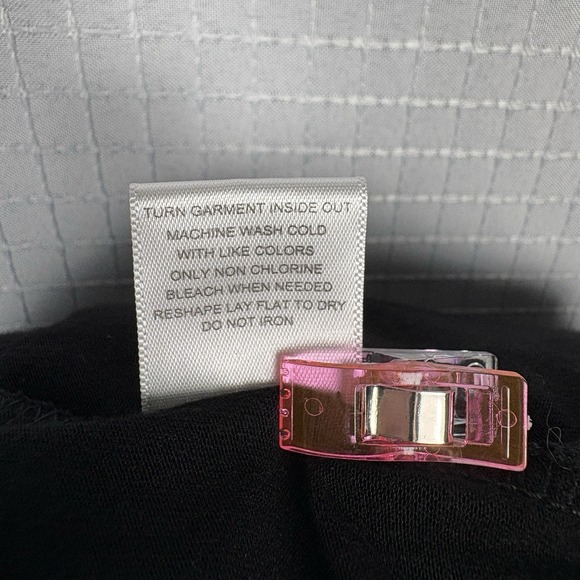 TURN GARMENT INSIDE OUT
MACHINE WASH COLD
WITH LIKE COLORS
ONLY NON CHLORINE
BLEACH WHEN NEEDED
RESHAPE LAY FLAT TO DRY
DO NOT IRON